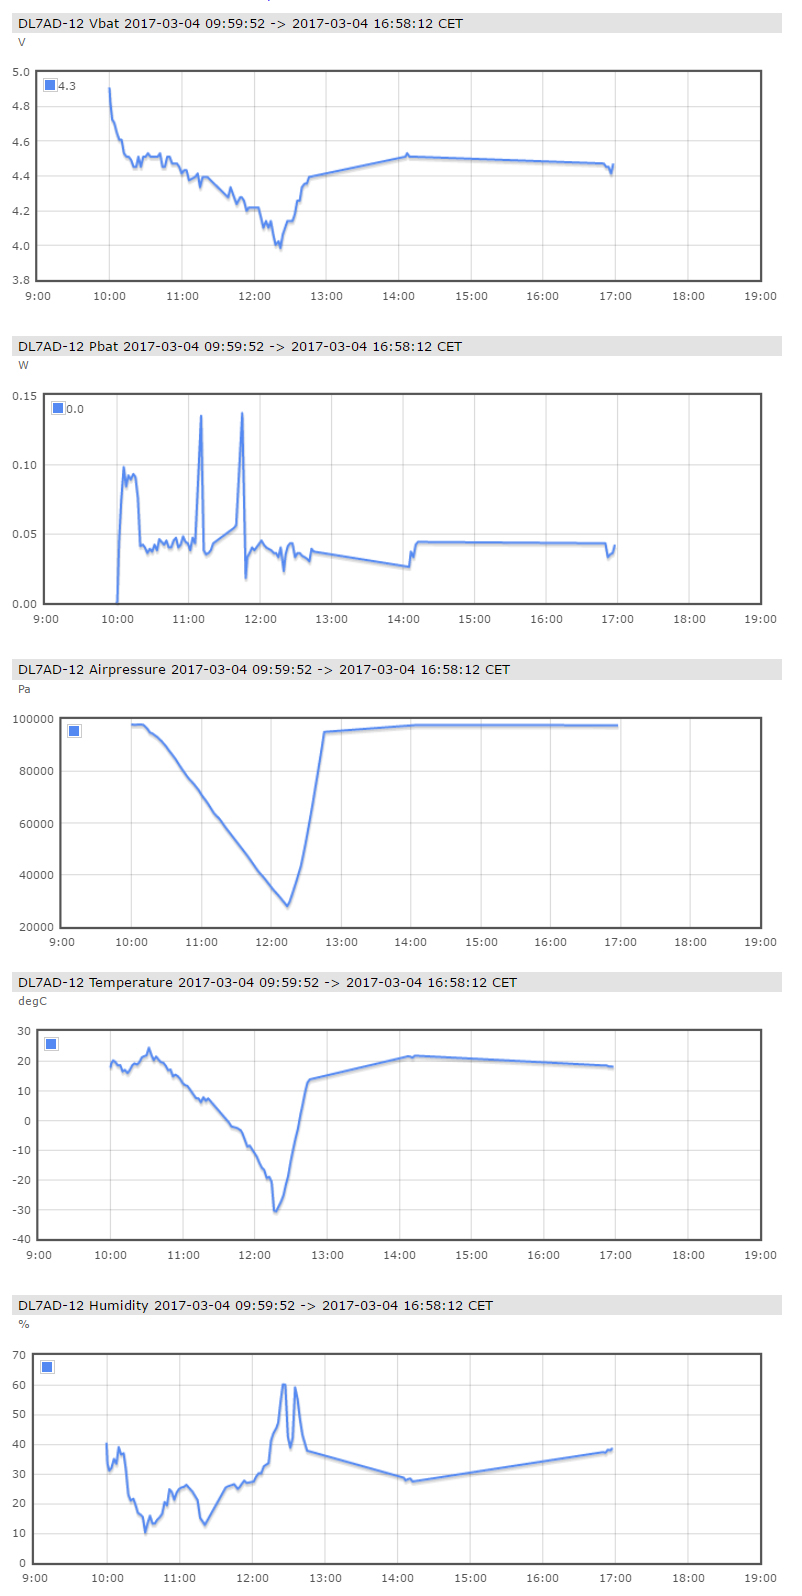 DL7AD-12 Vbat 2017-03-04 09:59:52 -> 2017-03-04 16:58:12 CET
V
5.0
4.3
4.8
4.6
4.4
4.2
4.0
3.8
9:00 10:00 11:00 12:00 13:00 14:00 15:00 16:00 17:00 18:00 19:00
DL7AD-12 Pbat 2017-03-04 09:59:52 -> 2017-03-04 16:58:12 CET
W
0.15
0.0
0.10
0.05
0.00
9:00 10:00 11:00 12:00 13:00 14:00 15:00 16:00 17:00 18:00 19:00
DL7AD-12 Airpressure 2017-03-04 09:59:52 -> 2017-03-04 16:58:12 CET
Pa
100000
80000
60000
40000
20000
9:00 10:00 11:00 12:00 13:00 14:00 15:00 16:00 17:00 18:00 19:00
DL7AD-12 Temperature 2017-03-04 09:59:52 -> 2017-03-04 16:58:12 CET
degC
30
20
10
0
-10
-20
-30
-40
9:00 10:00 11:00 12:00 13:00 14:00 15:00 16:00 17:00 18:00 19:00
DL7AD-12 Humidity 2017-03-04 09:59:52 -> 2017-03-04 16:58:12 CET
%
70
60
50
40
30
20
10
0
9:00 10:00 11:00 12:00 13:00 14:00 15:00 16:00 17:00 18:00 19:00